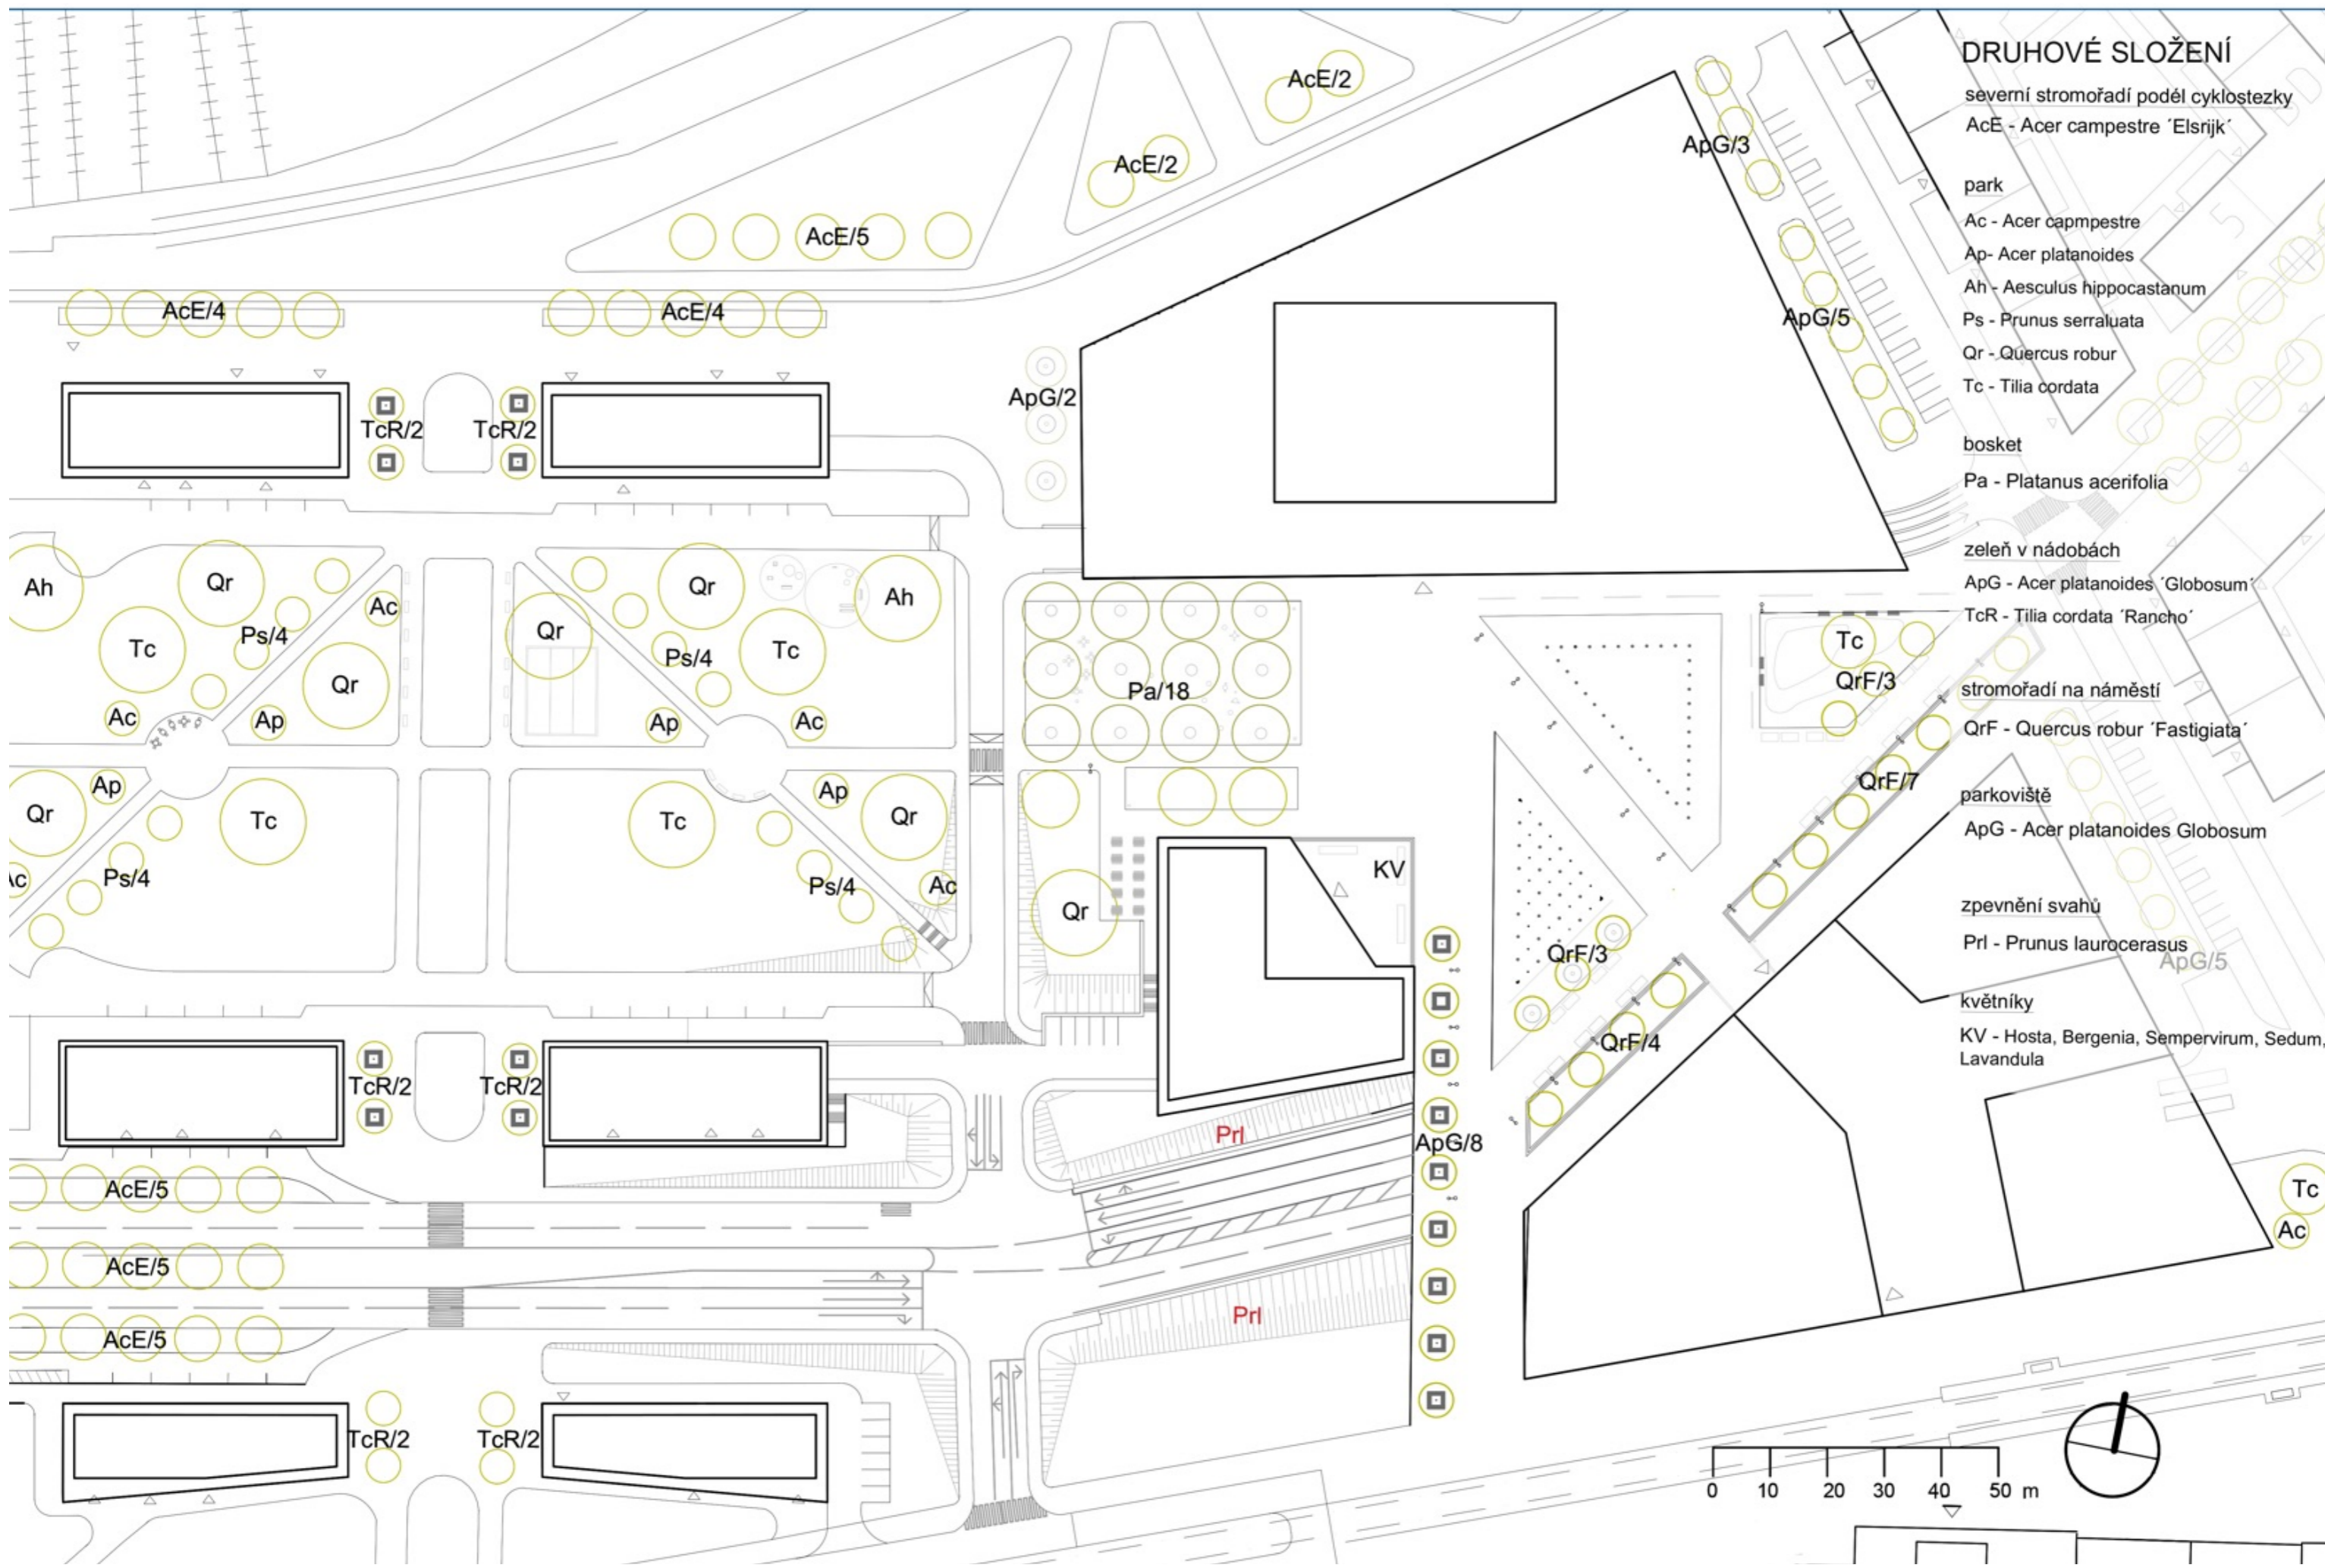 DRUHOVÉ SLOŽENÍ
severní stromořadí podél cyklostezky
AcE - Acer campestre ´Elsrijk´
park
Ac - Acer capmpestre
Ap- Acer platanoides
Ah - Aesculus hippocastanum
Ps - Prunus serraluata
Qr - Quercus robur
Tc - Tilia cordata
bosket
Pa - Platanus acerifolia
zeleň v nádobách
ApG - Acer platanoides ´Globosum´
TcR - Tilia cordata ´Rancho´
stromořadí na náměstí
QrF - Quercus robur ´Fastigiata´
parkoviště
ApG - Acer platanoides Globosum
zpevnění svahů
Prl - Prunus laurocerasus
květníky
KV - Hosta, Bergenia, Sempervirum, Sedum,
Lavandula
AcE/2
AcE/2
ApG/3
AcE/5
AcE/4
AcE/4
ApG/5
ApG/2
TcR/2
TcR/2
Ah
Qr
Ac
Ps/4
Tc
Qr
Ac
Ap
Qr
Qr
Ah
Ps/4
Tc
Ap
Ac
Pa/18
Tc
QrF/3
QrF/7
Qr
Ap
Tc
Ac
Ps/4
Tc
Ap
Qr
Ps/4
Ac
Qr
KV
QrF/3
QrF/4
ApG/5
5
TcR/2
TcR/2
Prl
ApG/8
AcE/5
AcE/5
AcE/5
Prl
Tc
Ac
TcR/2
TcR/2
0 10 20 30 40 50 m